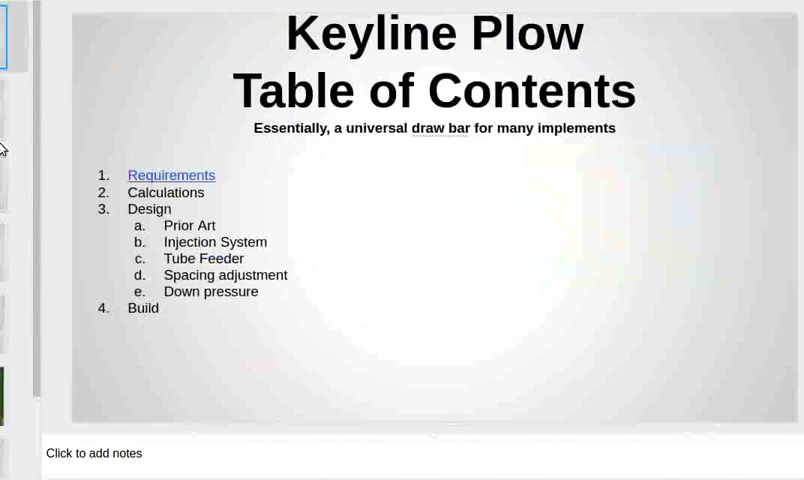 Keyline Plow
Table of Contents
Essentially, a universal draw bar for many implements
1. Requirements
2. Calculations
3. Design
a. Prior Art
b. Injection System
c. Tube Feeder
d. Spacing adjustment
e. Down pressure
4. Build
Click to add notes